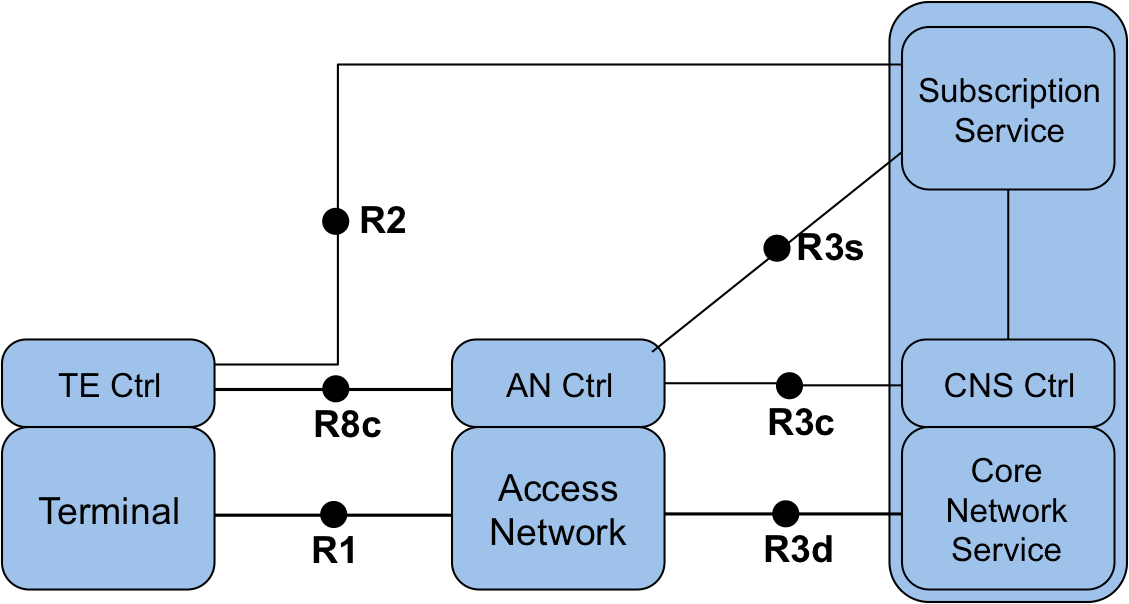 Subscription
Service
R2
R3s
TE Ctrl
AN Ctrl
CNS Ctrl
R8c
R3c
Terminal
Access
Network
Core
Network
Service
R1
R3d